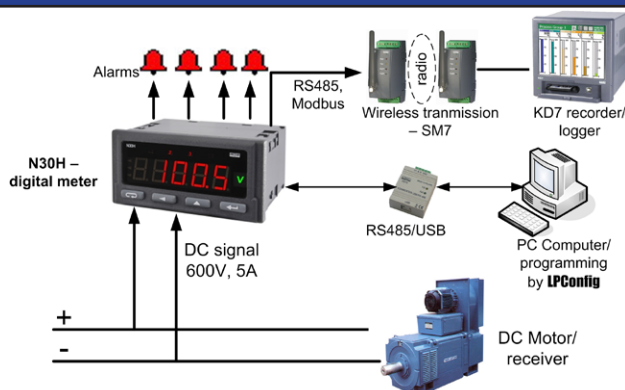 Alarms
RS485,
Modbus
radio
Wireless tranmission
– SM7
KD7 recorder/
logger
N30H –
digital meter
N30H
100.5
V
RS485/USB
PC Computer/
programming
by LPConfig
DC signal
600V, 5A
+
-
DC Motor/
receiver